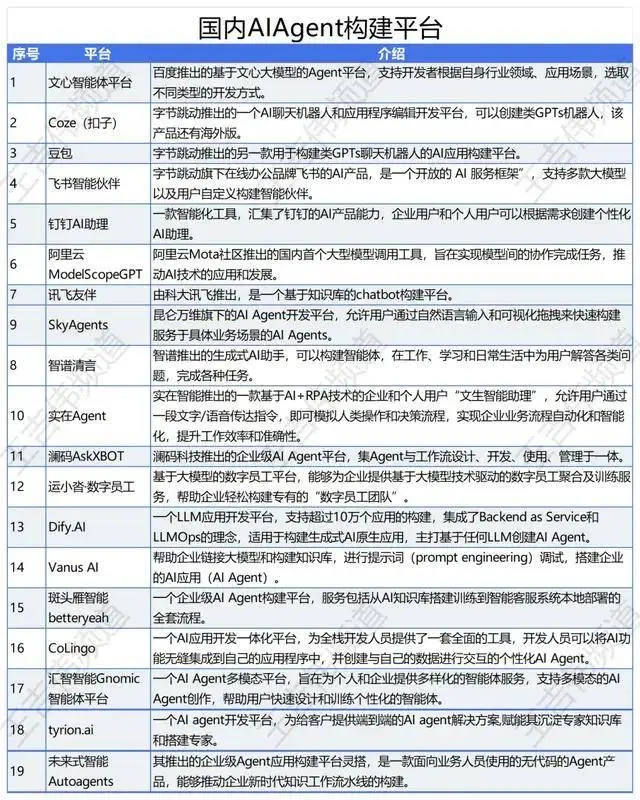 国内AIAgent构建平台
序号 平台 介绍
1 文心智能体平台 百度推出的基于文心大模型的Agent平台，支持开发者根据自身行业领域、应用场景，选取
不同类型的开发方式。
2 Coze（扣子） 字节跳动推出的一个AI聊天机器人和应用程序编辑开发平台，可以创建类GPTs机器人，该
产品还有海外版。
3 豆包 字节跳动推出的另一款用于构建类GPTs聊天机器人的AI应用构建平台。
4 飞书智能伙伴 字节跳动旗下在线办公品牌飞书的AI产品，是一个开放的 AI 服务框架”，支持多款大模型
以及用户自定义构建智能伙伴。
5 钉钉AI助理 一款智能化工具，汇集了钉钉的AI产品能力，企业用户和个人用户可以根据需求创建个性化
AI助理。
6 阿里云
ModelScopeGPT 阿里云Mota社区推出的国内首个大型模型调用工具，旨在实现模型间的协作完成任务，推
动AI技术的应用和发展。
7 讯飞友伴 由科大讯飞推出，是一个基于知识库的chatbot构建平台。
9 SkyAgents 昆仑万维旗下的AI Agent开发平台，允许用户通过自然语言输入和可视化拖拽来快速构建
服务于具体业务场景的AI Agents。
8 智谱清言 智谱推出的生成式AI助手，可以构建智能体，在工作、学习和日常生活中为用户解答各类问
题，完成各种任务。
10 实在Agent 实在智能推出的一款基于AI+RPA技术的企业和个人用户“文生智能助理”，允许用户通过
一段文字/语音传达指令，即可模拟人类操作和决策流程，实现企业业务流程自动化和智能
化，提升工作效率和准确性。
11 澜码AskXBOT 澜码科技推出的企业级AI Agent平台，集Agent与工作流设计、开发、使用、管理于一体。
12 运小咨·数字员工 基于大模型的数字员工平台，能够为企业提供基于大模型技术驱动的数字员工聚合及训练服
务，帮助企业轻松构建专有的“数字员工团队”。
13 Dify.AI 一个LLM应用开发平台，支持超过10万个应用的构建，集成了Backend as Service和
LLMOps的理念，适用于构建生成式AI原生应用，主打基于任何LLM创建AI Agent。
14 Vanus AI 帮助企业链接大模型和构建知识库，进行提示词（prompt engineering）调试，搭建企业
的AI应用（AI Agent）。
15 斑头雁智能
betteryeah 一个企业级AI Agent构建平台，服务包括从AI知识库搭建训练到智能客服系统本地部署的
全套流程。
16 CoLingo 一个AI应用开发一体化平台，为全栈开发人员提供了一套全面的工具，开发人员可以将AI功
能无缝集成到自己的应用程序中，并创建与自己的数据进行交互的个性化AI Agent。
17 汇智智能Gnomic
智能体平台 一个AI Agent多模态平台，旨在为个人和企业提供多样化的智能体服务，支持多模态的AI
Agent创作，帮助用户快速设计和训练个性化的智能体。
18 tyrion.ai 一个AI agent开发平台，为给客户提供端到端的AI agent解决方案,赋能其沉淀专家知识库
和搭建专家。
19 未来式智能
Autoagents 其推出的企业级Agent应用构建平台灵搭，是一款面向业务人员使用的无代码的Agent产
品，能够推动企业新时代知识工作流水线的构建。
王吉伟频道